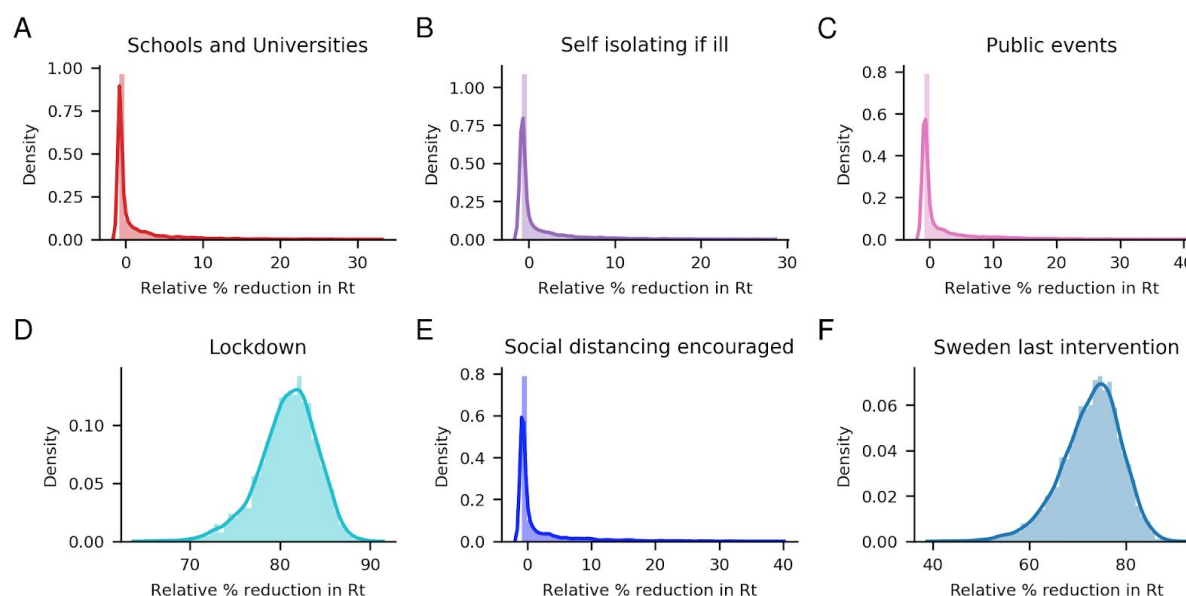 A
Schools and Universities
1.00
0.75
0.50
0.25
0.00
Density
0 10 20 30
Relative % reduction in Rt
B
Self isolating if ill
1.00
0.75
0.50
0.25
0.00
Density
0 10 20 30
Relative % reduction in Rt
C
Public events
0.8
0.6
0.4
0.2
0.0
Density
0 10 20 30 40
Relative % reduction in Rt
D
Lockdown
0.10
0.05
0.00
Density
70 80 90
Relative % reduction in Rt
E
Social distancing encouraged
0.8
0.6
0.4
0.2
0.0
Density
0 10 20 30 40
Relative % reduction in Rt
F
Sweden last intervention
0.06
0.04
0.02
0.00
Density
40 60 80
Relative % reduction in Rt